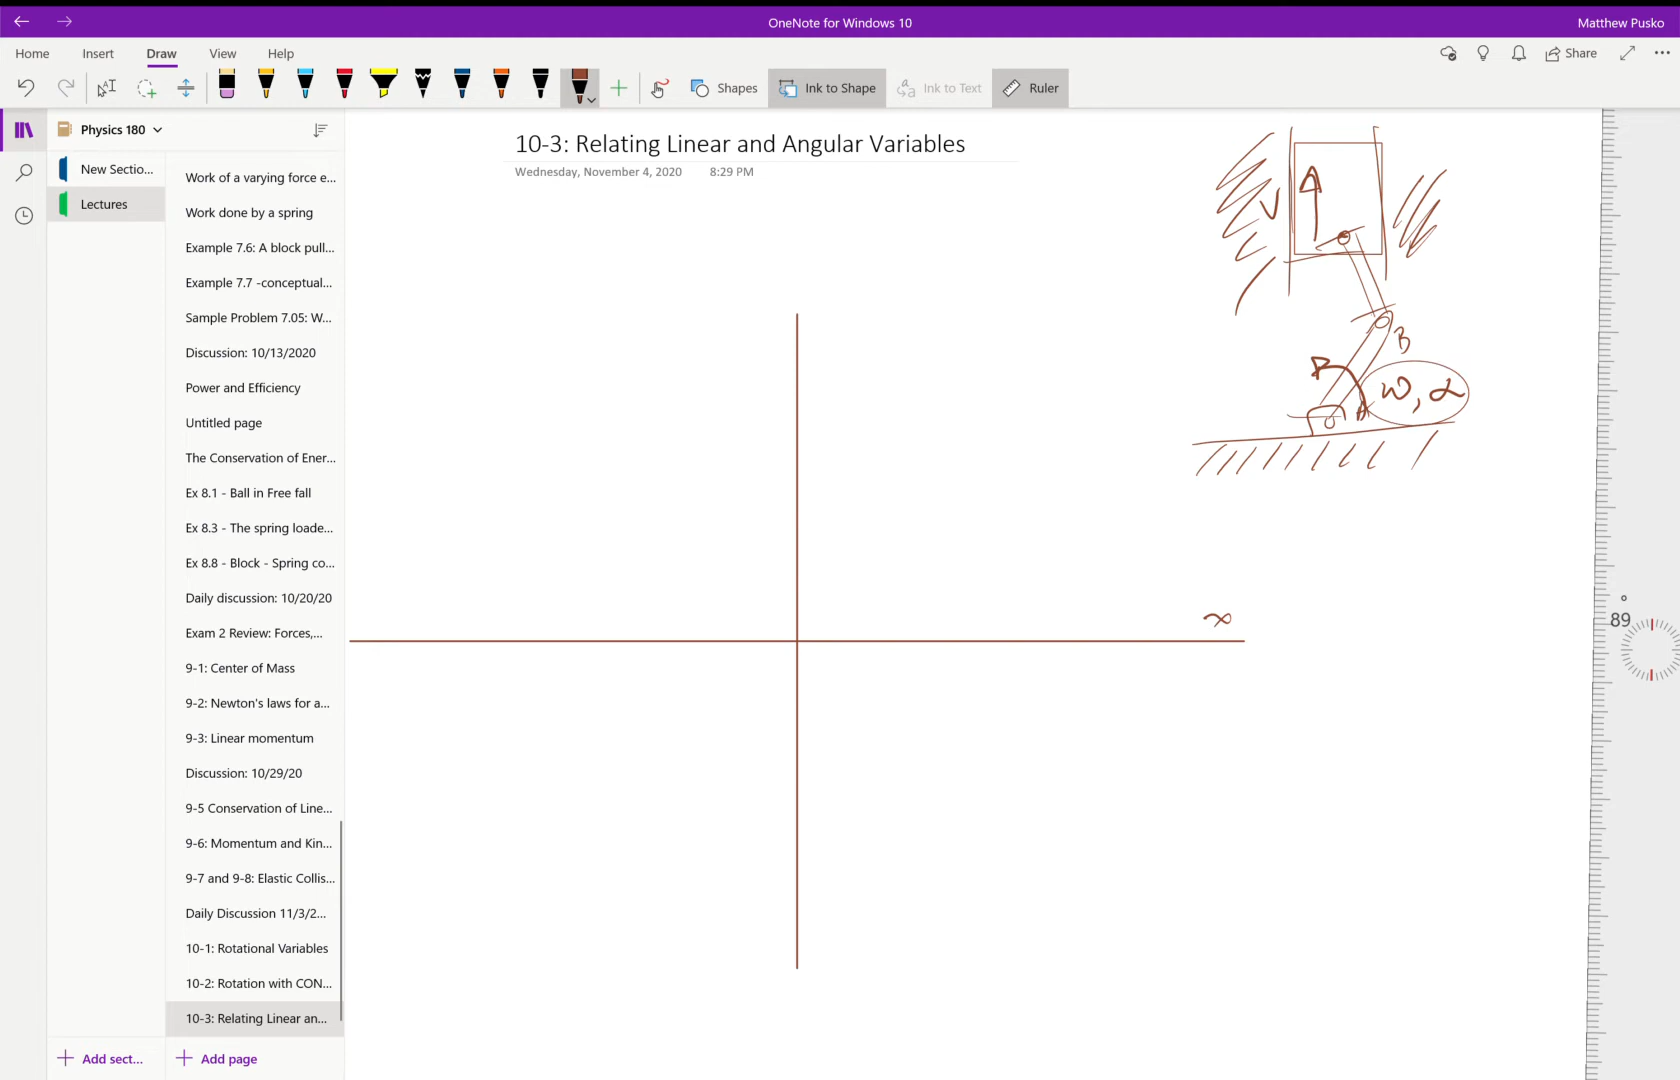 OneNote for Windows 10
Matthew Pusko
Home Insert Draw View Help
Share
Shapes
Ink to Shape
Ink to Text
Ruler
Physics 180
New Sectio...
Lectures
Work of a varying force e...
Work done by a spring
Example 7.6: A block pull...
Example 7.7 -conceptual...
Sample Problem 7.05: W...
Discussion: 10/13/2020
Power and Efficiency
Untitled page
The Conservation of Ener...
Ex 8.1 - Ball in Free fall
Ex 8.3 - The spring loade...
Ex 8.8 - Block - Spring co...
Daily discussion: 10/20/20
Exam 2 Review: Forces,...
9-1: Center of Mass
9-2: Newton's laws for a...
9-3: Linear momentum
Discussion: 10/29/20
9-5 Conservation of Line...
9-6: Momentum and Kin...
9-7 and 9-8: Elastic Collis...
Daily Discussion 11/3/2...
10-1: Rotational Variables
10-2: Rotation with CON...
10-3: Relating Linear an...
Add sect...
Add page
10-3: Relating Linear and Angular Variables
Wednesday, November 4, 2020 8:29 PM
V
B
A
ω, α
x
89°